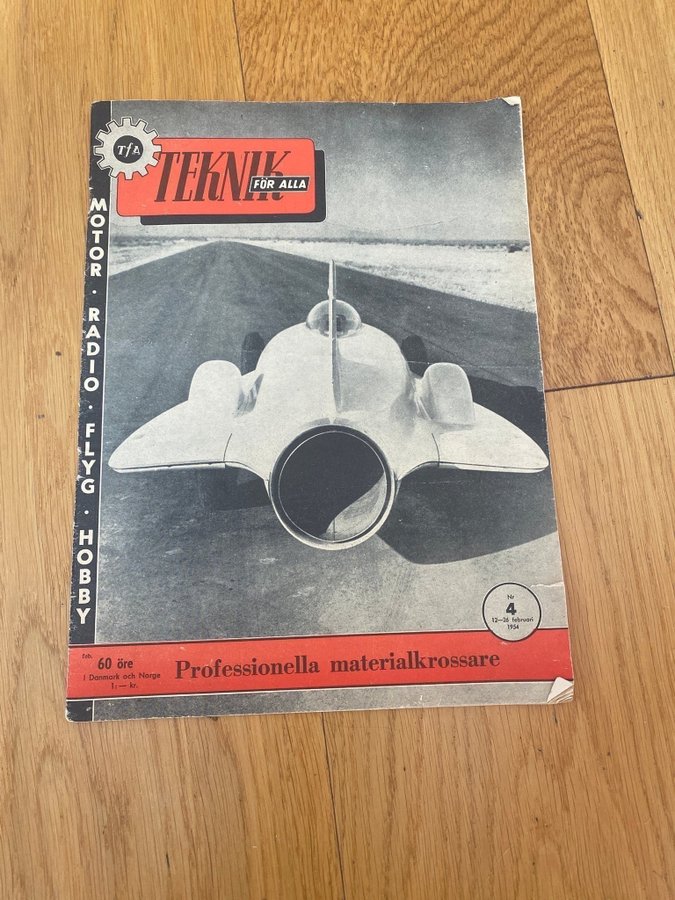 TfA
TEKNIK
FÖR ALLA
MOTOR · RADIO · FLYG · HOBBY
Nr
4
12—26 februari
1954
60 öre
I Danmark och Norge
1:— kr.
Professionella materialkrossare